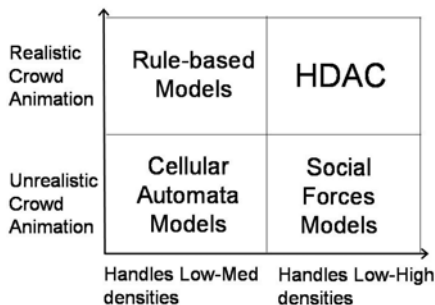 Realistic
Crowd
Animation
Rule-based
Models
HDAC
Unrealistic
Crowd
Animation
Cellular
Automata
Models
Social
Forces
Models
Handles Low-Med
densities
Handles Low-High
densities